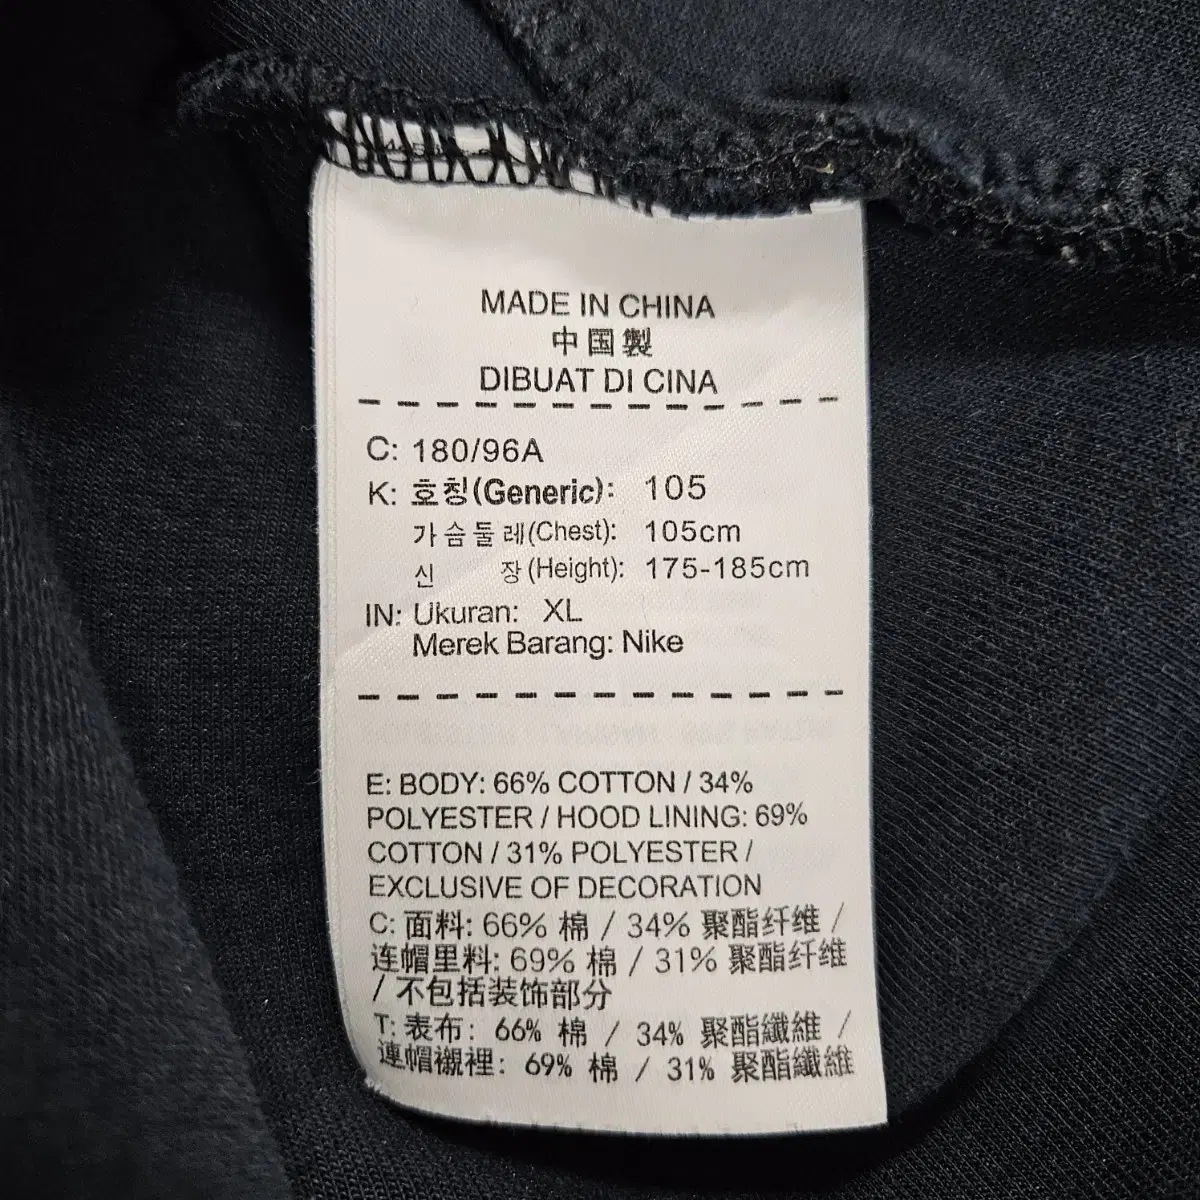 MADE IN CHINA
中国製
DIBUAT DI CINA
C: 180/96A
K: 호칭(Generic): 105
가슴둘레(Chest): 105cm
신 장(Height): 175-185cm
IN: Ukuran: XL
Merek Barang: Nike
E: BODY: 66% COTTON / 34%
POLYESTER / HOOD LINING: 69%
COTTON / 31% POLYESTER /
EXCLUSIVE OF DECORATION
C: 面料: 66% 棉 / 34% 聚酯纤维 /
连帽里料: 69% 棉 / 31% 聚酯纤维
/ 不包括装饰部分
T: 表布: 66% 棉 / 34% 聚酯纖維 /
連帽襯裡: 69% 棉 / 31% 聚酯纖維